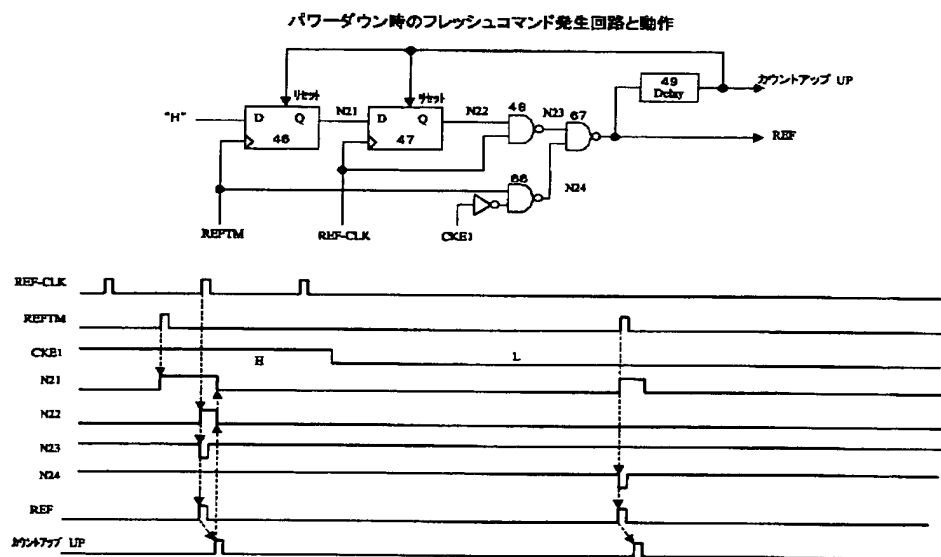 パワーダウン時のフレッシュコマンド発生回路と動作
49
Delay
カウントアップ UP
リセット
リセット
"H"
D Q
46
N21
D Q
47
N22
48
N23
67
REF
66
N24
REFTM
REF-CLK
CKE1
REF-CLK
REFTM
CKE1
H
L
N21
N22
N23
N24
REF
カウントアップ UP